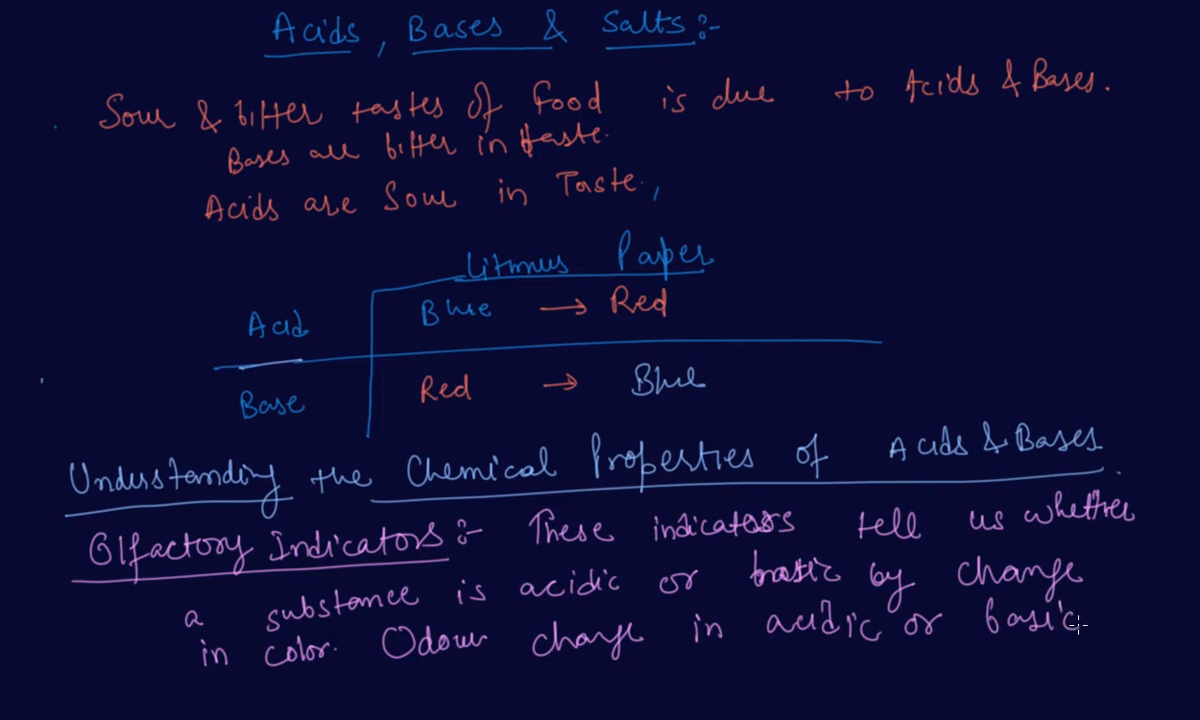 Acids, Bases & Salts:-
Sour & bitter tastes of Food is due to Acids & Bases.
Bases are bitter in taste.
Acids are Sour in Taste,
Litmus Paper
Acid Blue → Red
Base Red → Blue
Understanding the Chemical Properties of Acids & Bases.
Olfactory Indicators:- These indicators tell us whether
a substance is acidic or basic by change
in color. Odour change in acidic or basic